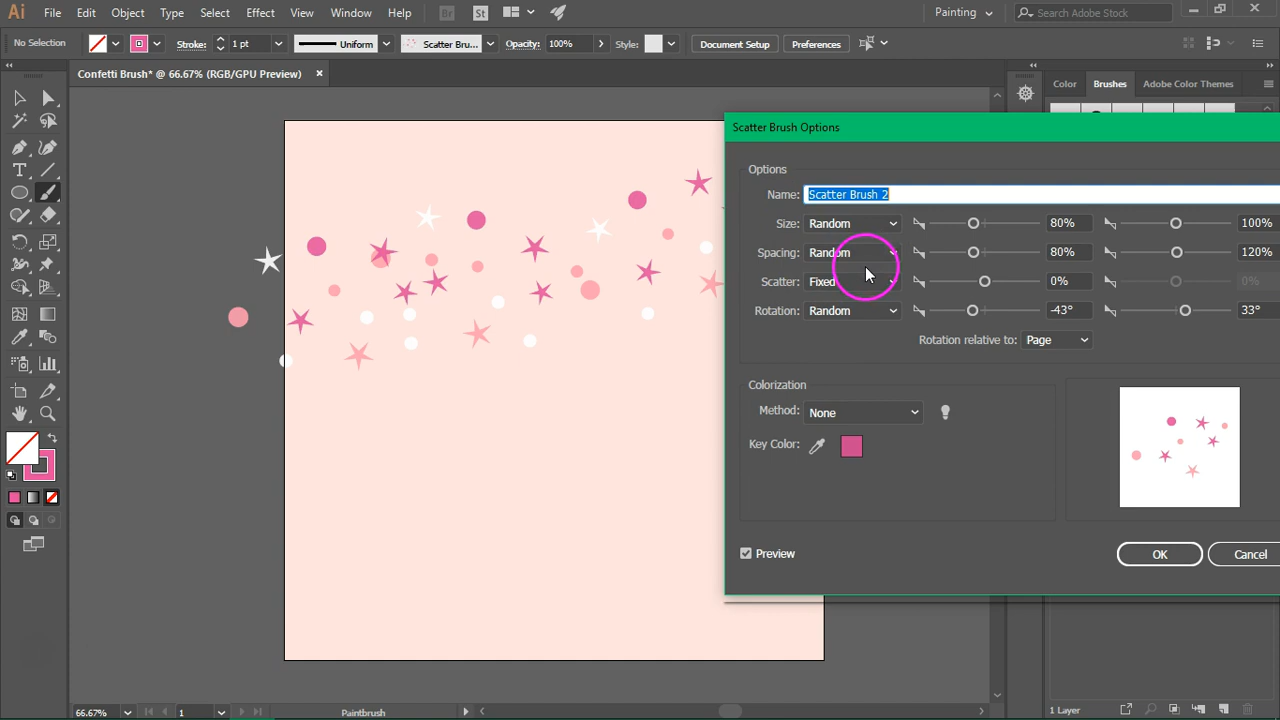 Ai File Edit Object Type Select Effect View Window Help Br St Painting Search Adobe Stock
No Selection Stroke: 1 pt Uniform Scatter Bru... Opacity: 100% Style: Document Setup Preferences
Confetti Brush* @ 66.67% (RGB/GPU Preview) ×
Color Brushes Adobe Color Themes
Scatter Brush Options
Options
Name: Scatter Brush 2
Size: Random 80% 100%
Spacing: Random 80% 120%
Scatter: Fixed 0% 0%
Rotation: Random -43° 33°
Rotation relative to: Page
Colorization
Method: None
Key Color:
Preview
OK Cancel
66.67% 1 Paintbrush 1 Layer